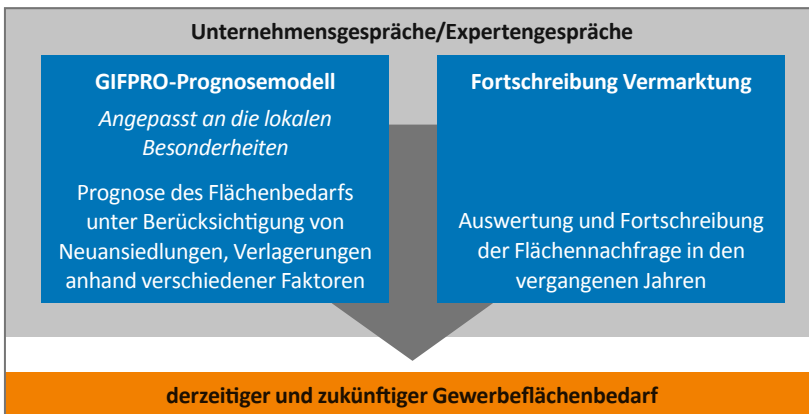 Unternehmensgespräche/Expertengespräche
GIFPRO-Prognosemodell
Angepasst an die lokalen
Besonderheiten
Prognose des Flächenbedarfs
unter Berücksichtigung von
Neuansiedlungen, Verlagerungen
anhand verschiedener Faktoren
Fortschreibung Vermarktung
Auswertung und Fortschreibung
der Flächennachfrage in den
vergangenen Jahren
derzeitiger und zukünftiger Gewerbeflächenbedarf